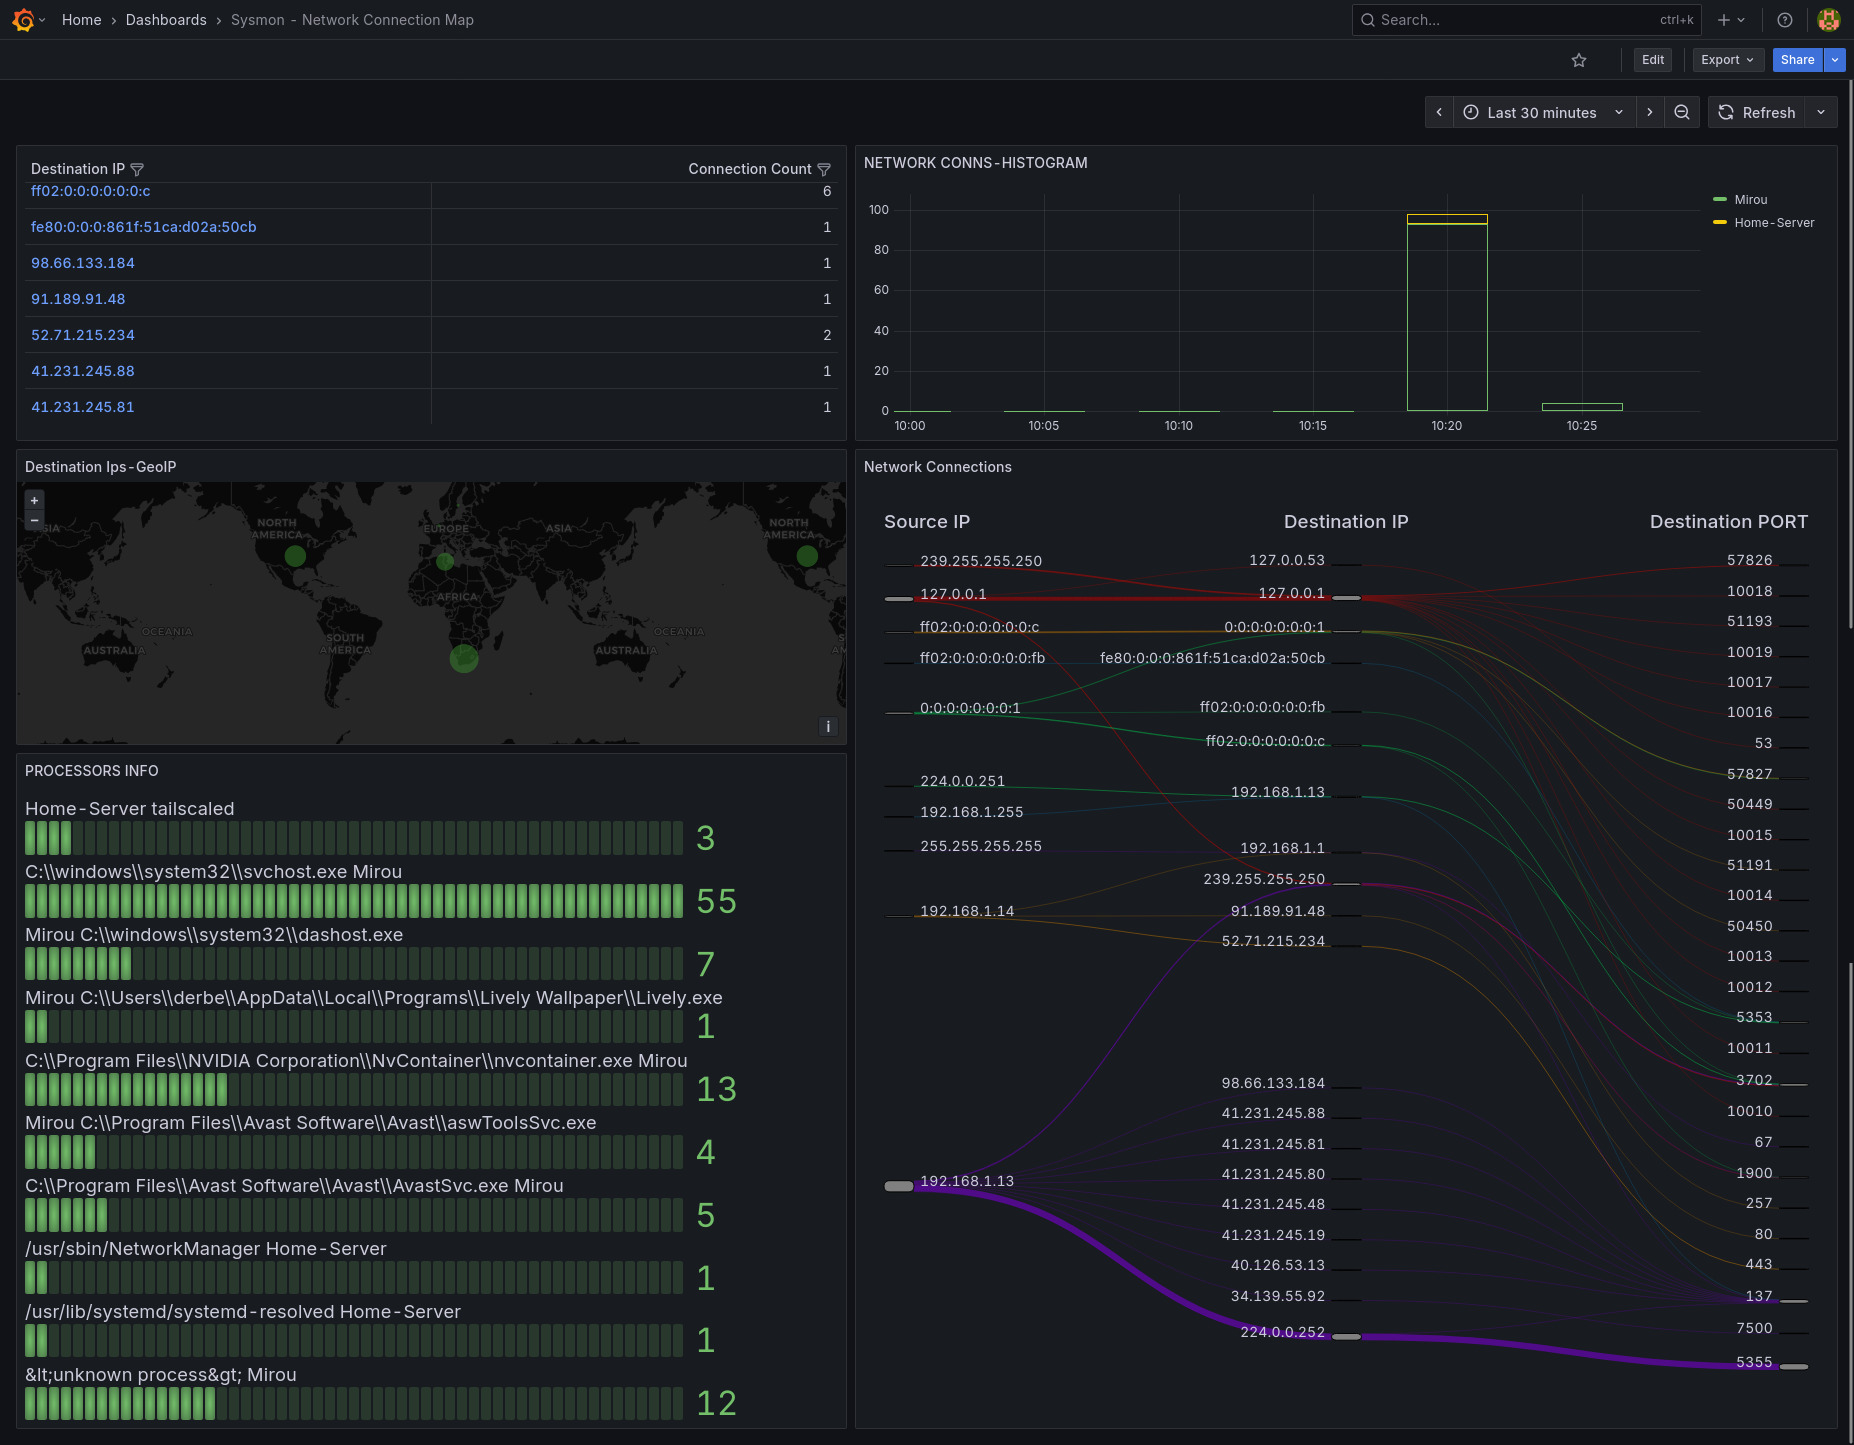 Home › Dashboards › Sysmon - Network Connection Map
Search...
ctrl+k
Edit
Export
Share
Last 30 minutes
Refresh
Destination IP
Connection Count
ff02:0:0:0:0:0:0:c 6
fe80:0:0:0:861f:51ca:d02a:50cb 1
98.66.133.184 1
91.189.91.48 1
52.71.215.234 2
41.231.245.88 1
41.231.245.81 1
NETWORK CONNS-HISTOGRAM
100
80
60
40
20
0
10:00 10:05 10:10 10:15 10:20 10:25
Mirou
Home-Server
Destination Ips-GeoIP
+
−
NORTH AMERICA
EUROPE
ASIA
NORTH AMERICA
AFRICA
OCEANIA
SOUTH AMERICA
AUSTRALIA
OCEANIA
AUSTRALIA
i
PROCESSORS INFO
Home-Server tailscaled
3
C:\\windows\\system32\\svchost.exe Mirou
55
Mirou C:\\windows\\system32\\dashost.exe
7
Mirou C:\\Users\\derbe\\AppData\\Local\\Programs\\Lively Wallpaper\\Lively.exe
1
C:\\Program Files\\NVIDIA Corporation\\NvContainer\\nvcontainer.exe Mirou
13
Mirou C:\\Program Files\\Avast Software\\Avast\\aswToolsSvc.exe
4
C:\\Program Files\\Avast Software\\Avast\\AvastSvc.exe Mirou
5
/usr/sbin/NetworkManager Home-Server
1
/usr/lib/systemd/systemd-resolved Home-Server
1
&lt;unknown process&gt; Mirou
12
Network Connections
Source IP
239.255.255.250
127.0.0.1
ff02:0:0:0:0:0:0:c
ff02:0:0:0:0:0:0:fb
0:0:0:0:0:0:0:1
224.0.0.251
192.168.1.255
255.255.255.255
192.168.1.14
192.168.1.13
Destination IP
127.0.0.53
127.0.0.1
0:0:0:0:0:0:0:1
fe80:0:0:0:861f:51ca:d02a:50cb
ff02:0:0:0:0:0:0:fb
ff02:0:0:0:0:0:0:c
192.168.1.13
192.168.1.1
239.255.255.250
91.189.91.48
52.71.215.234
98.66.133.184
41.231.245.88
41.231.245.81
41.231.245.80
41.231.245.48
41.231.245.19
40.126.53.13
34.139.55.92
224.0.0.252
Destination PORT
57826
10018
51193
10019
10017
10016
53
57827
50449
10015
51191
10014
50450
10013
10012
5353
10011
3702
10010
67
1900
257
80
443
137
7500
5355